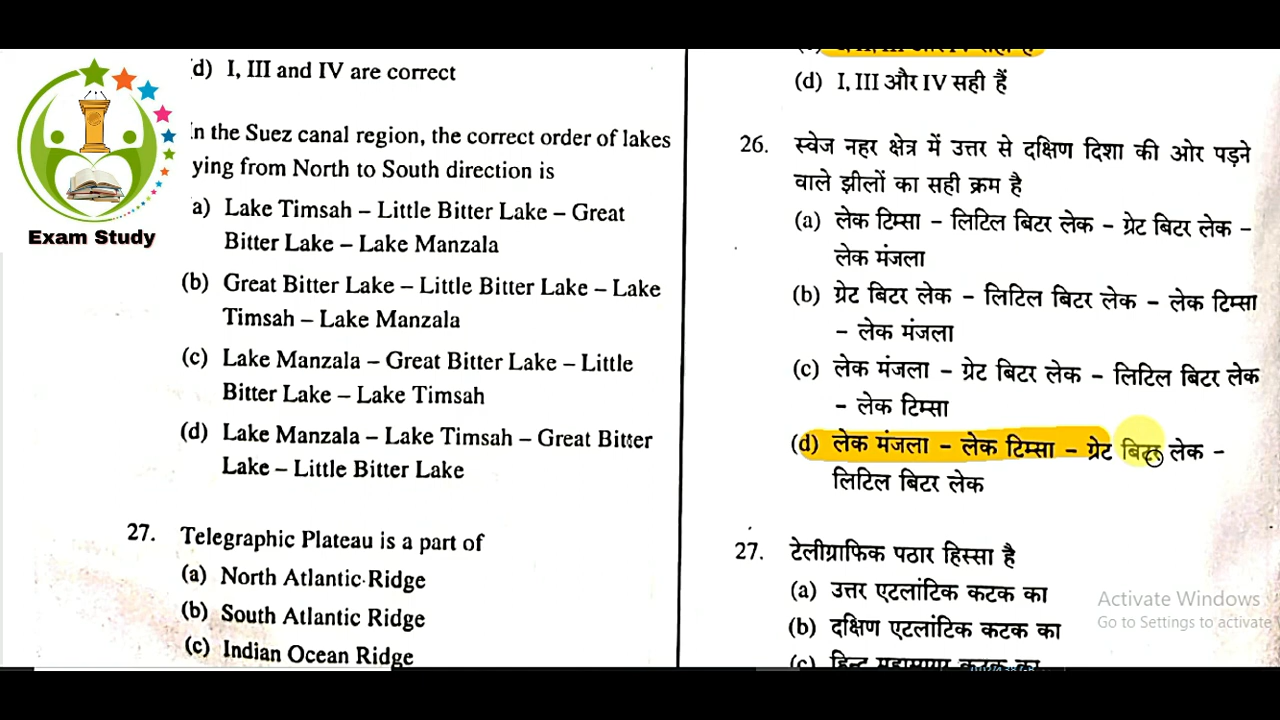 d) I, III and IV are correct
n the Suez canal region, the correct order of lakes
ying from North to South direction is
a) Lake Timsah – Little Bitter Lake – Great
Bitter Lake – Lake Manzala
(b) Great Bitter Lake – Little Bitter Lake – Lake
Timsah – Lake Manzala
(c) Lake Manzala – Great Bitter Lake – Little
Bitter Lake – Lake Timsah
(d) Lake Manzala – Lake Timsah – Great Bitter
Lake – Little Bitter Lake
27. Telegraphic Plateau is a part of
(a) North Atlantic Ridge
(b) South Atlantic Ridge
(c) Indian Ocean Ridge
(d) I, III और IV सही हैं
26. स्वेज नहर क्षेत्र में उत्तर से दक्षिण दिशा की ओर पड़ने
वाले झीलों का सही क्रम है
(a) लेक टिम्सा – लिटिल बिटर लेक – ग्रेट बिटर लेक –
लेक मंजला
(b) ग्रेट बिटर लेक – लिटिल बिटर लेक – लेक टिम्सा
– लेक मंजला
(c) लेक मंजला – ग्रेट बिटर लेक – लिटिल बिटर लेक
– लेक टिम्सा
(d) लेक मंजला – लेक टिम्सा – ग्रेट बिटर लेक –
लिटिल बिटर लेक
27. टेलीग्राफिक पठार हिस्सा है
(a) उत्तर एटलांटिक कटक का
(b) दक्षिण एटलांटिक कटक का
(c) हिन्द महासागर कटक का
Exam Study
Activate Windows
Go to Settings to activate